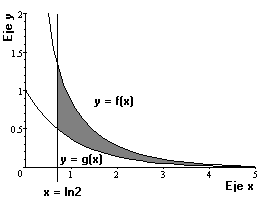 Eje y
2
1.5
1
0.5
0
y = f(x)
y = g(x)
1
2
3
4
5
x = ln2
Eje x